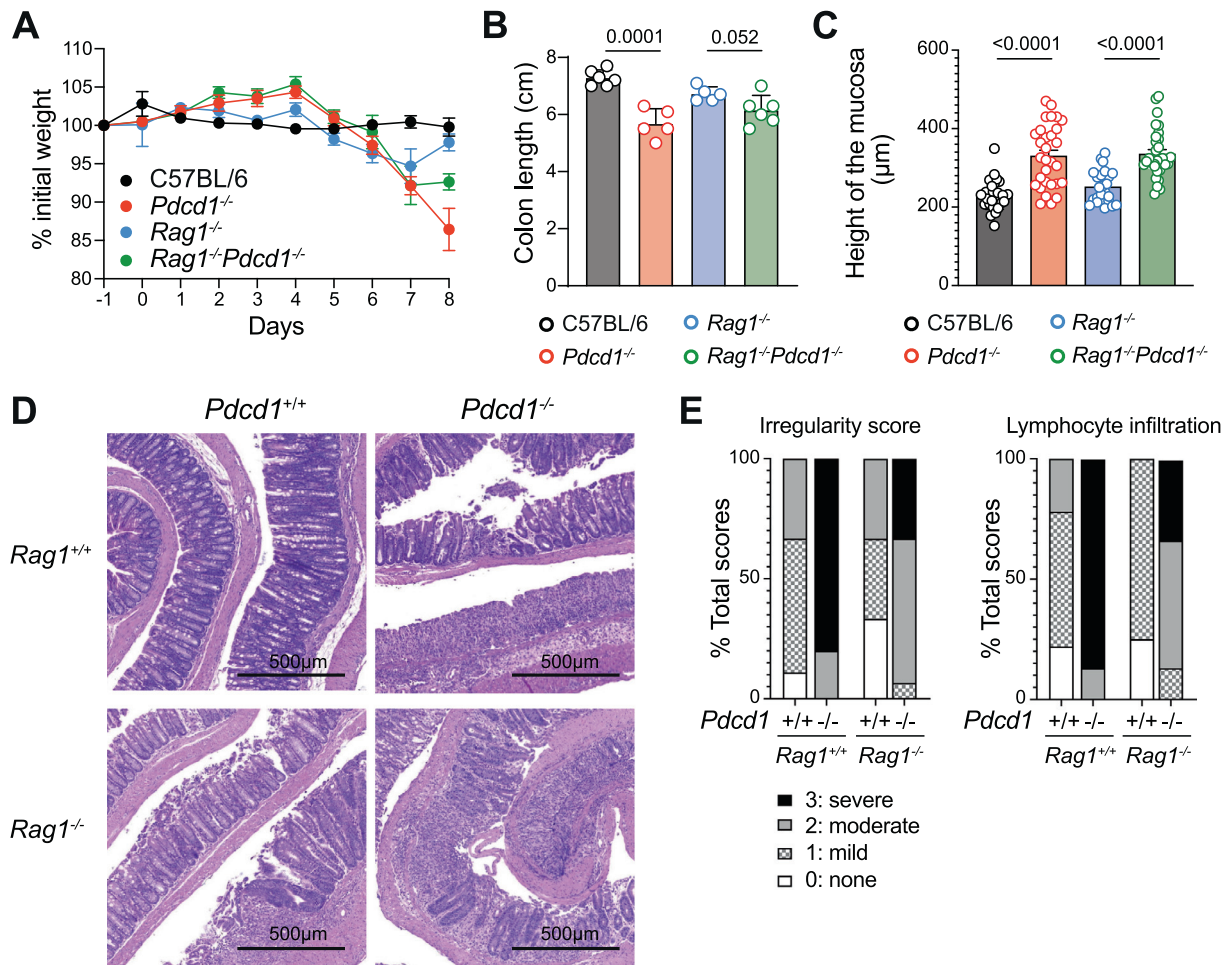 A
% initial weight
110
105
100
95
90
85
80
C57BL/6
Pdcd1-/-
Rag1-/-
Rag1-/-Pdcd1-/-
-1 0 1 2 3 4 5 6 7 8
Days
B
Colon length (cm)
8
6
4
2
0
0.0001
0.052
C57BL/6
Rag1-/-
Pdcd1-/-
Rag1-/-Pdcd1-/-
C
Height of the mucosa
(µm)
600
400
200
0
<0.0001
<0.0001
C57BL/6
Rag1-/-
Pdcd1-/-
Rag1-/-Pdcd1-/-
D
Pdcd1+/+
Pdcd1-/-
Rag1+/+
500µm
500µm
Rag1-/-
500µm
500µm
E
Irregularity score
% Total scores
100
50
0
Pdcd1 +/+ -/- +/+ -/-
Rag1+/+ Rag1-/-
Lymphocyte infiltration
% Total scores
100
50
0
Pdcd1 +/+ -/- +/+ -/-
Rag1+/+ Rag1-/-
3: severe
2: moderate
1: mild
0: none